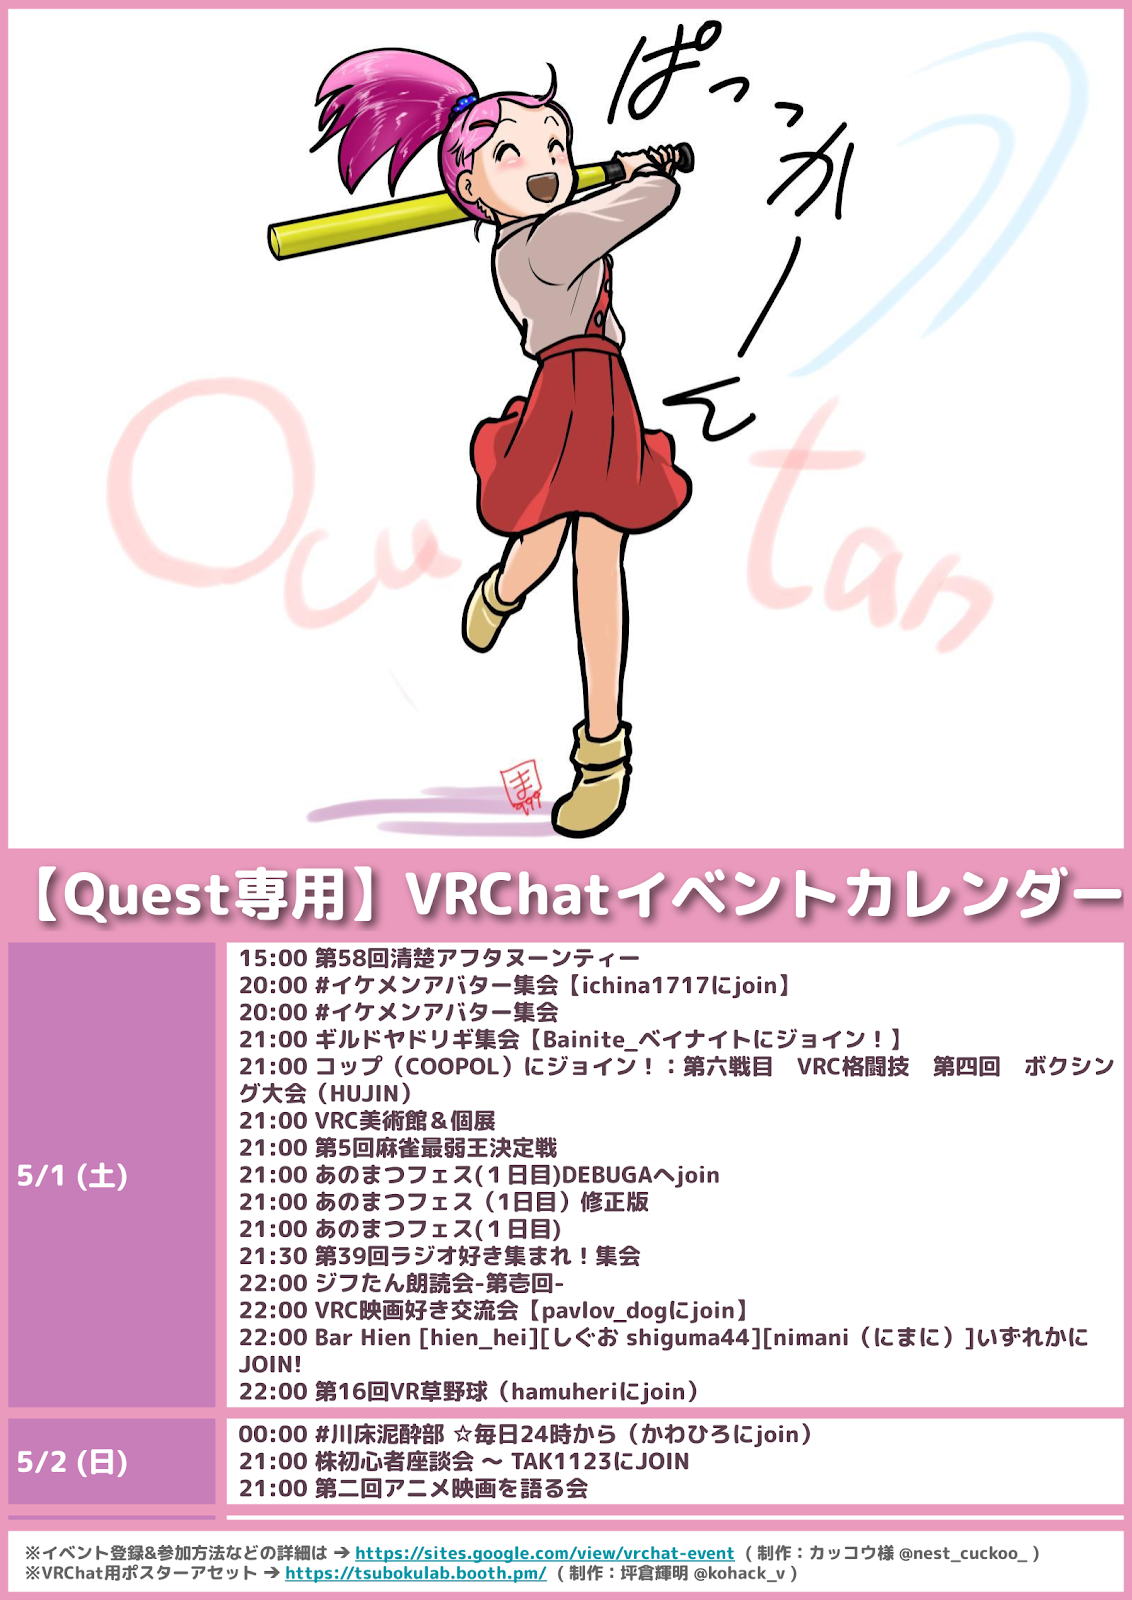 ぱっっかーん
Ocutan
ま
999
【Quest専用】VRChatイベントカレンダー
5/1 (土)
15:00 第58回清楚アフタヌーンティー
20:00 #イケメンアバター集会【ichina1717にjoin】
20:00 #イケメンアバター集会
21:00 ギルドヤドリギ集会【Bainite_ベイナイトにジョイン！】
21:00 コップ（COOPOL）にジョイン！：第六戦目　VRC格闘技　第四回　ボクシン
グ大会（HUJIN）
21:00 VRC美術館＆個展
21:00 第5回麻雀最弱王決定戦
21:00 あのまつフェス(１日目)DEBUGAへjoin
21:00 あのまつフェス（1日目）修正版
21:00 あのまつフェス(１日目)
21:30 第39回ラジオ好き集まれ！集会
22:00 ジフたん朗読会-第壱回-
22:00 VRC映画好き交流会【pavlov_dogにjoin】
22:00 Bar Hien [hien_hei][しぐお shiguma44][nimani（にまに）]いずれかに
JOIN!
22:00 第16回VR草野球（hamuheriにjoin）
5/2 (日)
00:00 #川床泥酔部 ☆毎日24時から（かわひろにjoin）
21:00 株初心者座談会 〜 TAK1123にJOIN
21:00 第二回アニメ映画を語る会
※イベント登録&参加方法などの詳細は ➔ https://sites.google.com/view/vrchat-event （制作：カッコウ様 @nest_cuckoo_ ）
※VRChat用ポスターアセット ➔ https://tsubokulab.booth.pm/ （制作：坪倉輝明 @kohack_v ）